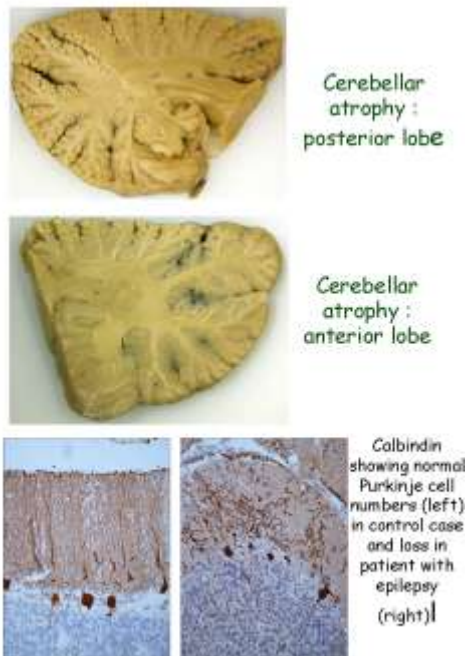 Cerebellar
atrophy :
posterior lobe
Cerebellar
atrophy :
anterior lobe
Calbindin
showing normal
Purkinje cell
numbers (left)
in control case
and loss in
patient with
epilepsy
(right)